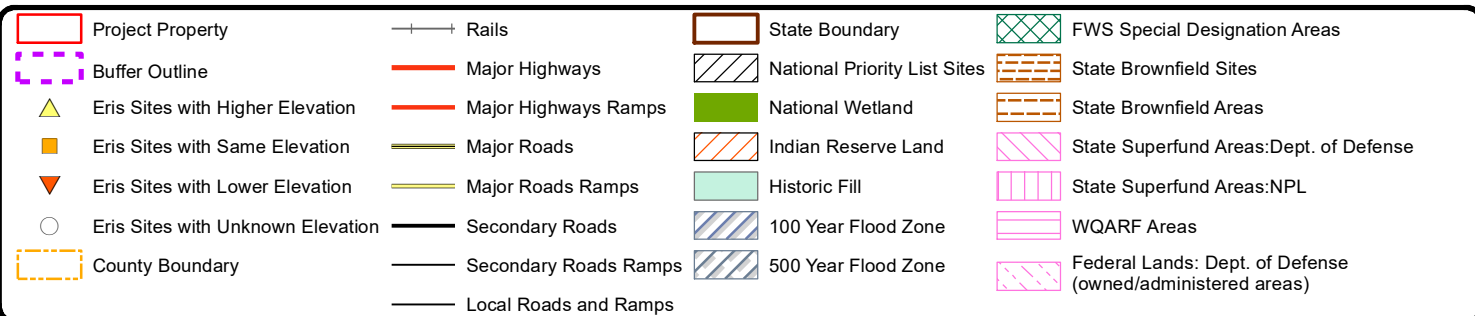 Project Property
Buffer Outline
Eris Sites with Higher Elevation
Eris Sites with Same Elevation
Eris Sites with Lower Elevation
Eris Sites with Unknown Elevation
County Boundary
Rails
Major Highways
Major Highways Ramps
Major Roads
Major Roads Ramps
Secondary Roads
Secondary Roads Ramps
Local Roads and Ramps
State Boundary
National Priority List Sites
National Wetland
Indian Reserve Land
Historic Fill
100 Year Flood Zone
500 Year Flood Zone
FWS Special Designation Areas
State Brownfield Sites
State Brownfield Areas
State Superfund Areas:Dept. of Defense
State Superfund Areas:NPL
WQARF Areas
Federal Lands: Dept. of Defense
(owned/administered areas)